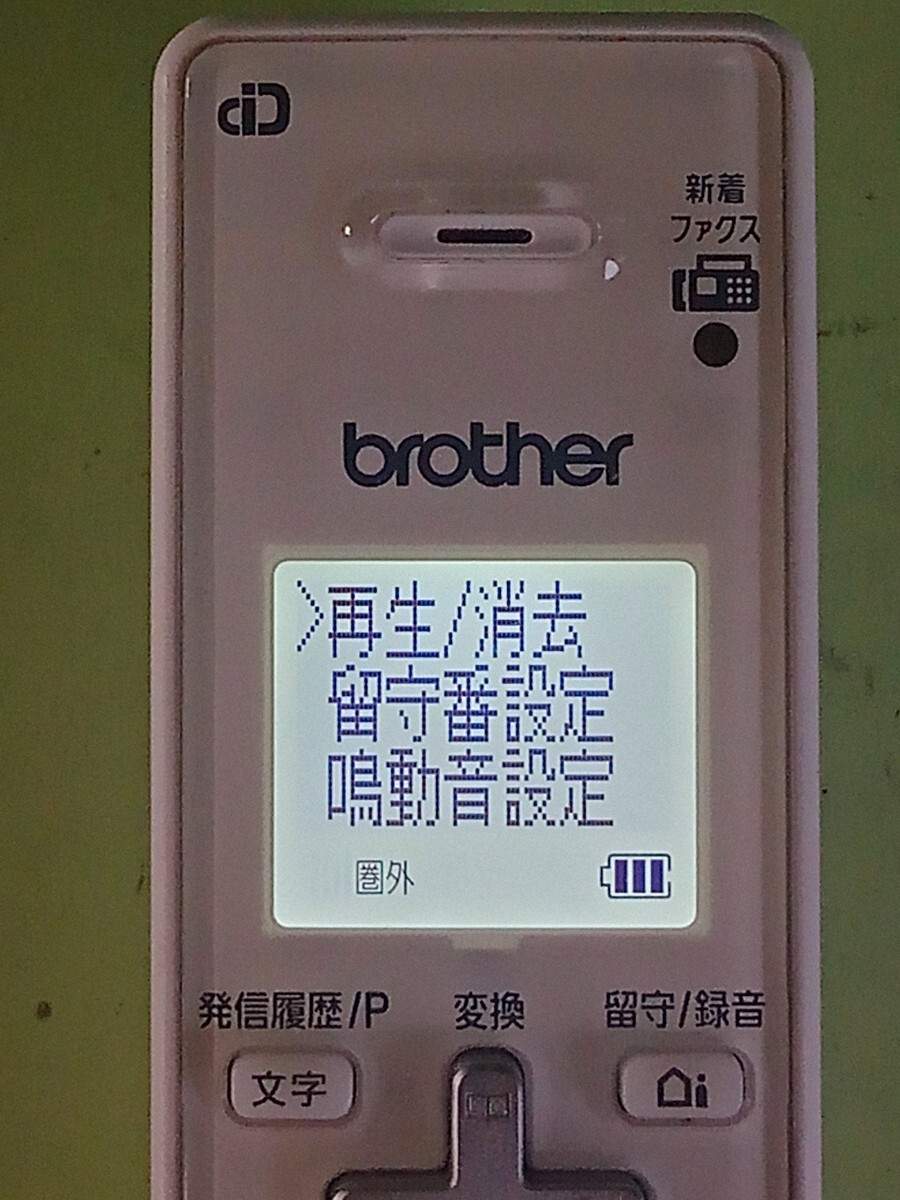 新着
ファクス
brother
>再生/消去
留守番設定
鳴動音設定
圏外
発信履歴/P
変換
留守/録音
文字